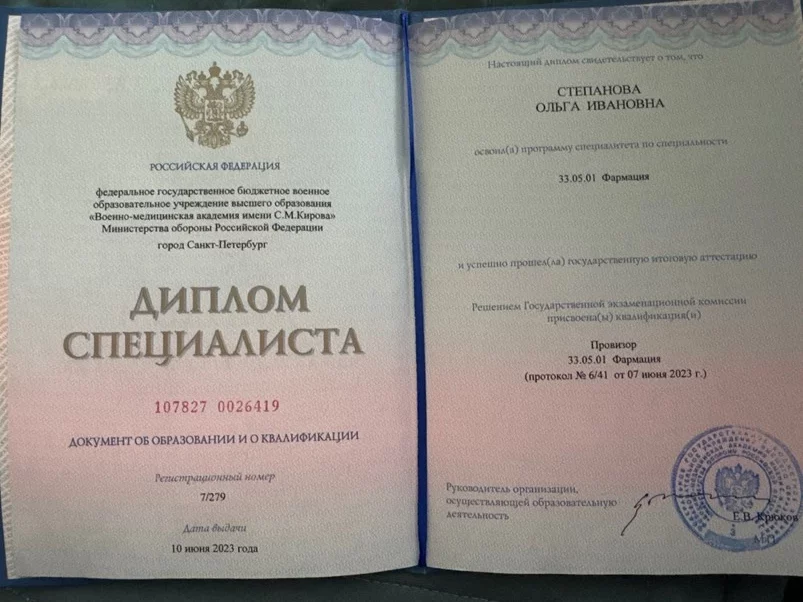 РОССИЙСКАЯ ФЕДЕРАЦИЯ
федеральное государственное бюджетное военное
образовательное учреждение высшего образования
«Военно-медицинская академия имени С.М.Кирова»
Министерства обороны Российской Федерации
город Санкт-Петербург
ДИПЛОМ
СПЕЦИАЛИСТА
107827 0026419
ДОКУМЕНТ ОБ ОБРАЗОВАНИИ И О КВАЛИФИКАЦИИ
Регистрационный номер
7/279
Дата выдачи
10 июня 2023 года
Настоящий диплом свидетельствует о том, что
СТЕПАНОВА
ОЛЬГА ИВАНОВНА
освоил(а) программу специалитета по специальности
33.05.01 Фармация
и успешно прошел(ла) государственную итоговую аттестацию
Решением Государственной экзаменационной комиссии
присвоена(ы) квалификация(и)
Провизор
33.05.01 Фармация
(протокол № 6/41 от 07 июня 2023 г.)
Руководитель организации,
осуществляющей образовательную
деятельность
Е.В. Крюков
М.П.